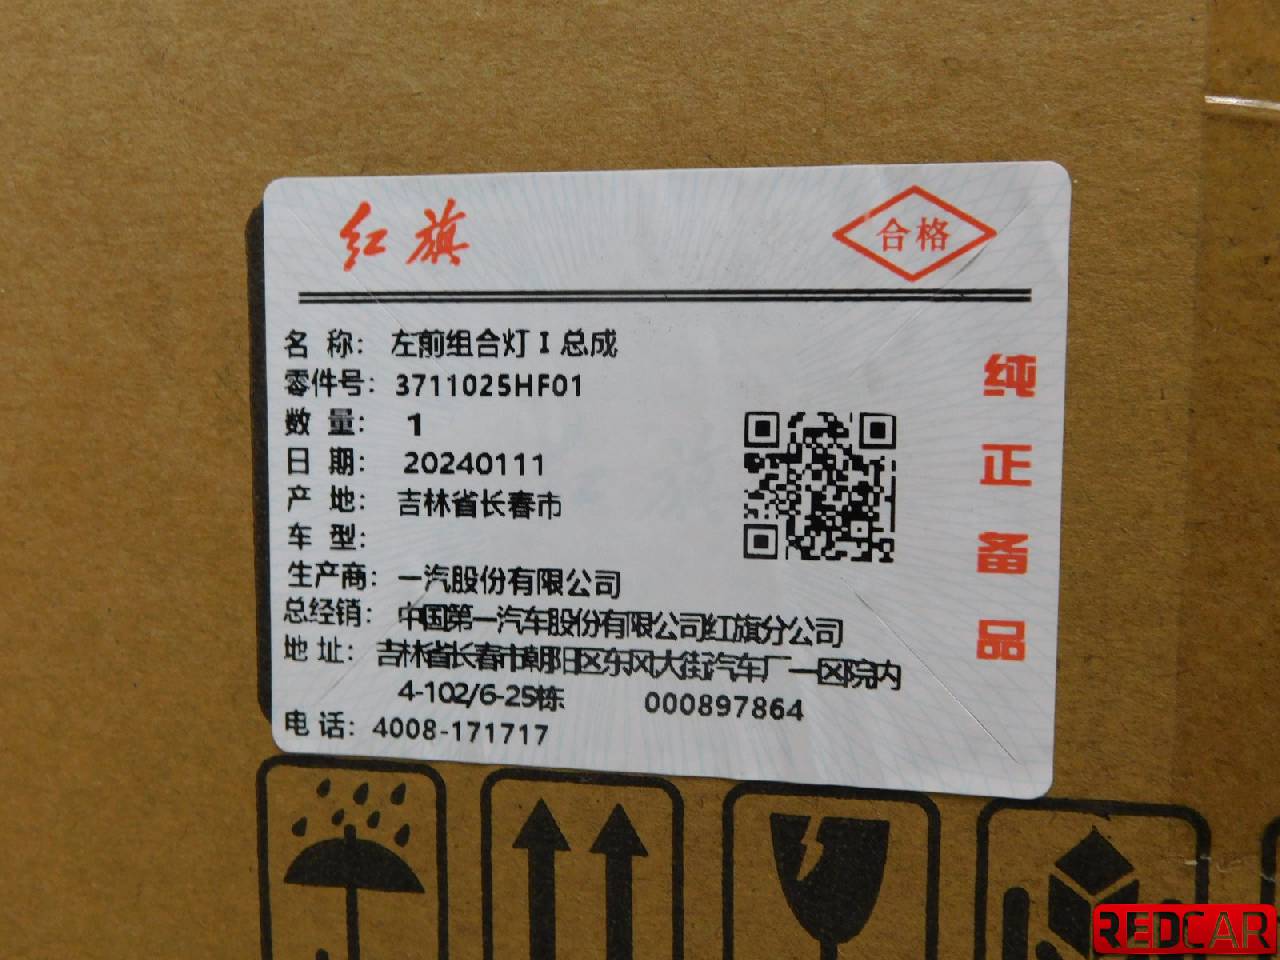 红旗
合格
名 称： 左前组合灯 I 总成
零件号： 3711025HF01
数 量： 1
日 期： 20240111
产 地： 吉林省长春市
车 型：
生产商： 一汽股份有限公司
总经销： 中国第一汽车股份有限公司红旗分公司
地 址： 吉林省长春市朝阳区东风大街汽车厂一区院内
4-102/6-25栋 000897864
电 话： 4008-171717
纯正备品
REDCAR